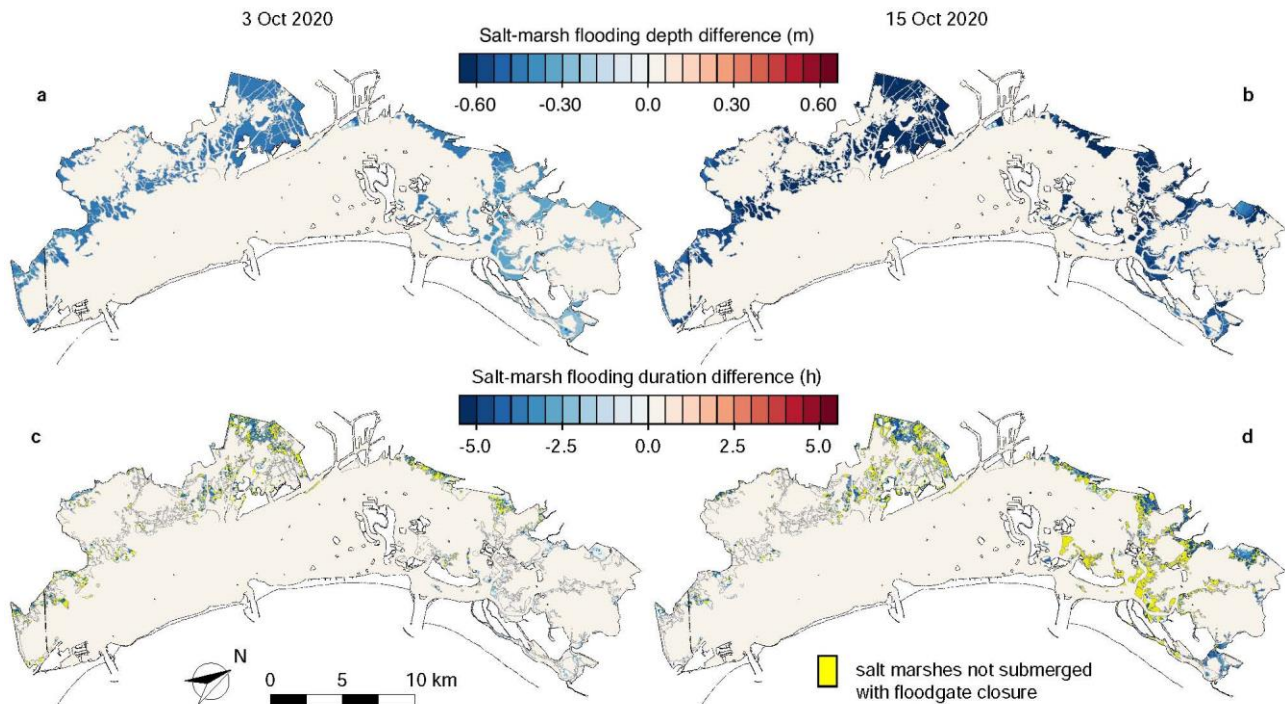 3 Oct 2020
15 Oct 2020
Salt-marsh flooding depth difference (m)
a
b
-0.60 -0.30 0.0 0.30 0.60
Salt-marsh flooding duration difference (h)
c
d
-5.0 -2.5 0.0 2.5 5.0
N
0 5 10 km
salt marshes not submerged
with floodgate closure